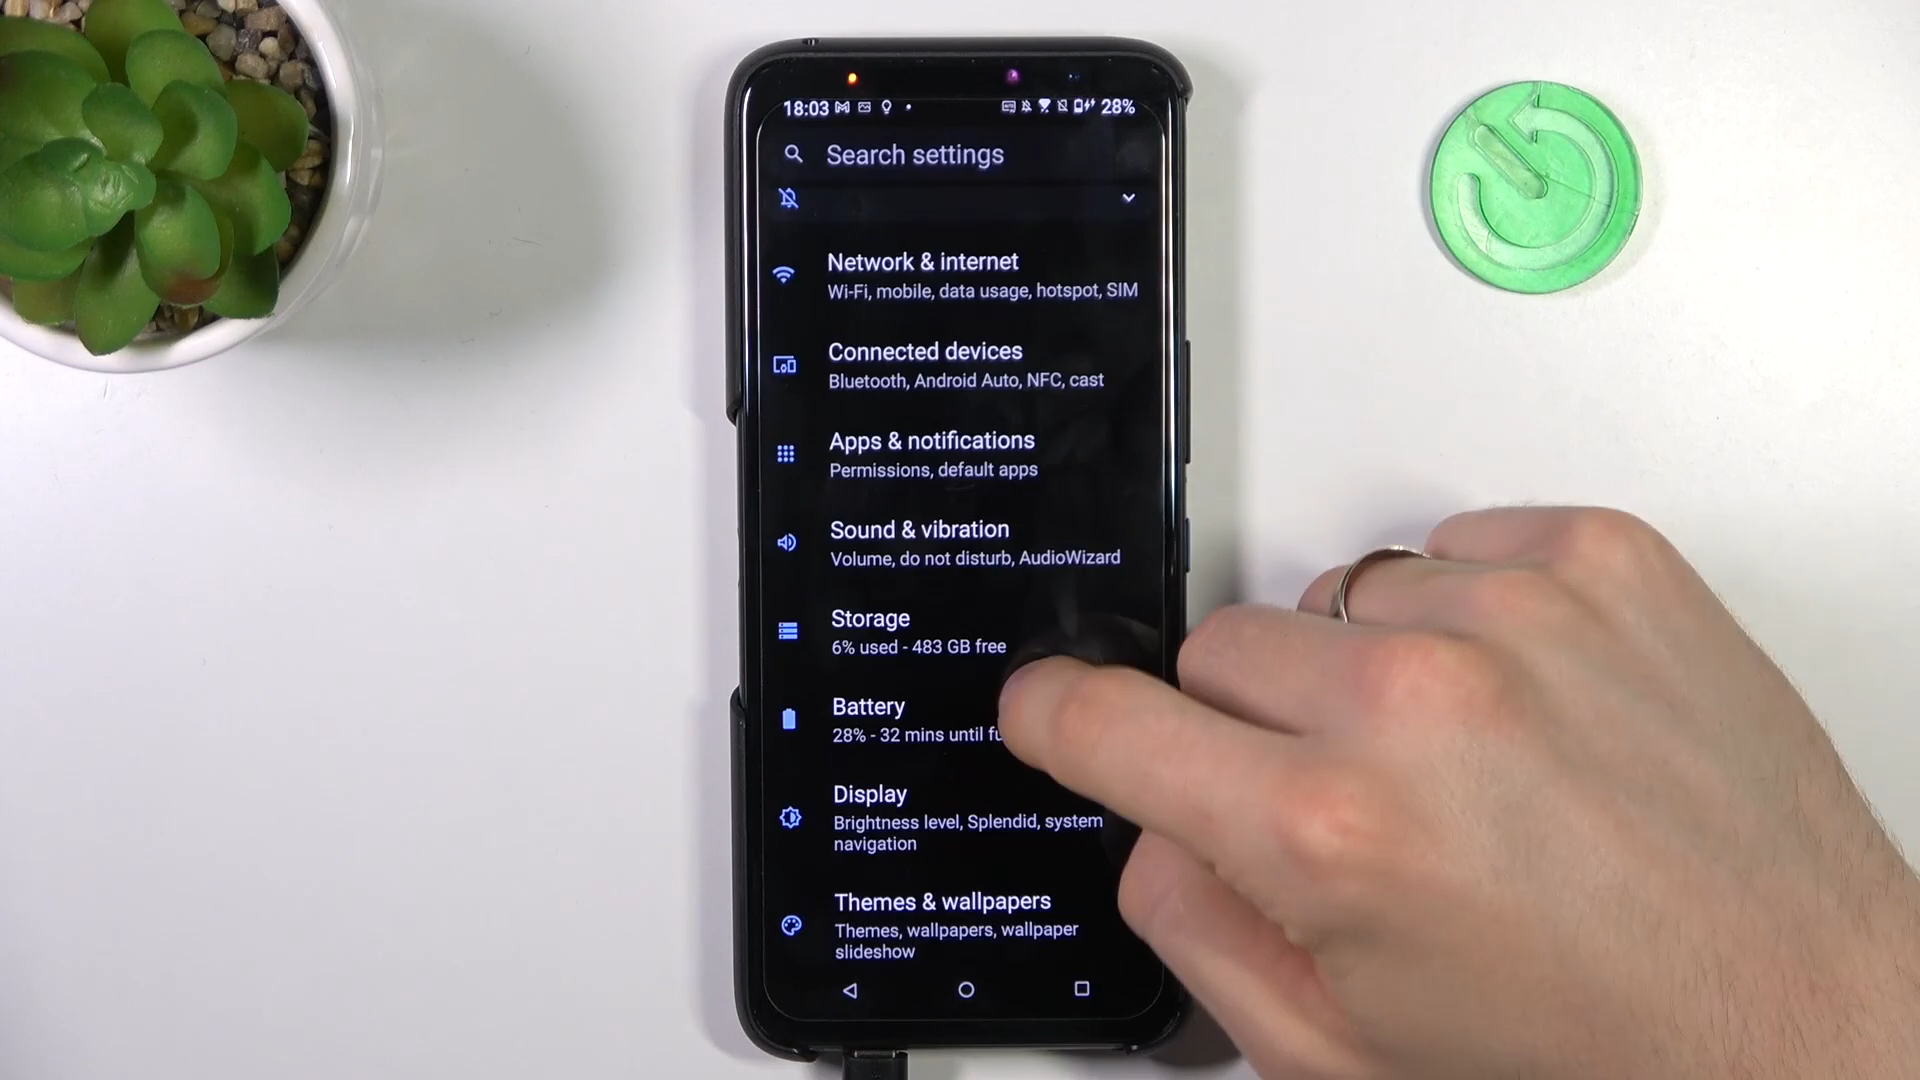 18:03 28%
Search settings
Network & internet
Wi-Fi, mobile, data usage, hotspot, SIM
Connected devices
Bluetooth, Android Auto, NFC, cast
Apps & notifications
Permissions, default apps
Sound & vibration
Volume, do not disturb, AudioWizard
Storage
6% used - 483 GB free
Battery
28% - 32 mins until
Display
Brightness level, Splendid, system
navigation
Themes & wallpapers
Themes, wallpapers, wallpaper
slideshow